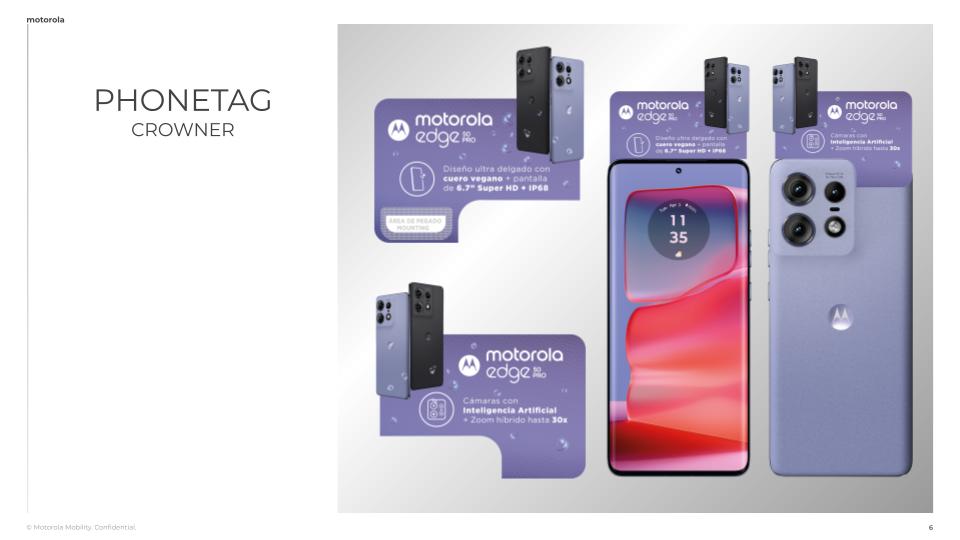 motorola
PHONETAG
CROWNER
motorola
edge 50 PRO
Diseño ultra delgado con
cuero vegano + pantalla
de 6.7" Super HD + IP68
ÁREA DE PEGADO
MOUNTING
motorola
edge 50 PRO
Cámaras con
Inteligencia Artificial
+ Zoom híbrido hasta 30x
motorola
edge 50 PRO
Diseño ultra delgado con
cuero vegano + pantalla
de 6.7" Super HD + IP68
11
35
motorola
edge 50 PRO
Cámaras con
Inteligencia Artificial
+ Zoom híbrido hasta 30x
© Motorola Mobility. Confidential.
6